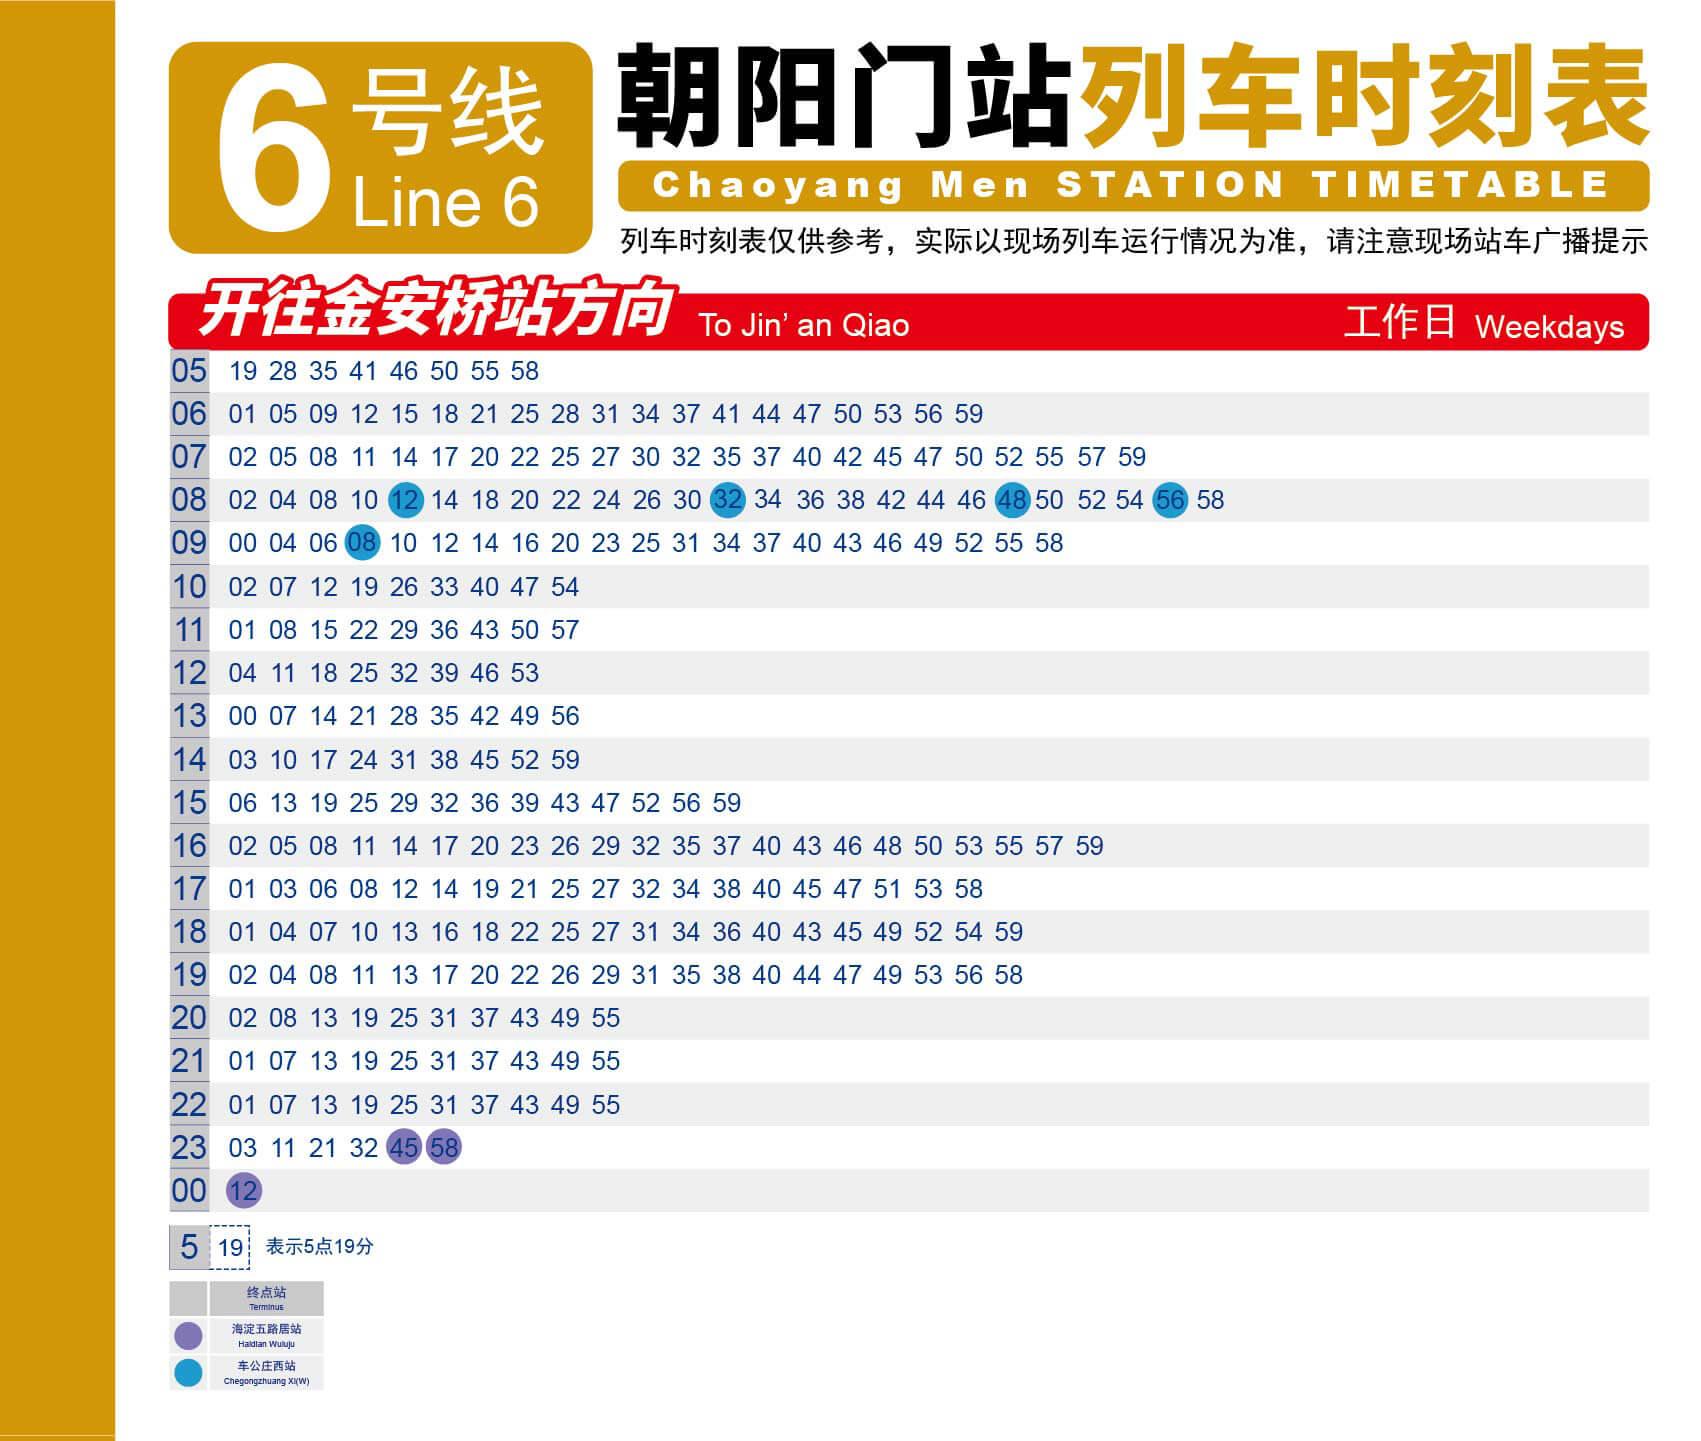 6号线
Line 6
朝阳门站列车时刻表
Chaoyang Men STATION TIMETABLE
列车时刻表仅供参考，实际以现场列车运行情况为准，请注意现场站车广播提示
开往金安桥站方向 To Jin’ an Qiao 工作日 Weekdays
05 19 28 35 41 46 50 55 58
06 01 05 09 12 15 18 21 25 28 31 34 37 41 44 47 50 53 56 59
07 02 05 08 11 14 17 20 22 25 27 30 32 35 37 40 42 45 47 50 52 55 57 59
08 02 04 08 10 12 14 18 20 22 24 26 30 32 34 36 38 42 44 46 48 50 52 54 56 58
09 00 04 06 08 10 12 14 16 20 23 25 31 34 37 40 43 46 49 52 55 58
10 02 07 12 19 26 33 40 47 54
11 01 08 15 22 29 36 43 50 57
12 04 11 18 25 32 39 46 53
13 00 07 14 21 28 35 42 49 56
14 03 10 17 24 31 38 45 52 59
15 06 13 19 25 29 32 36 39 43 47 52 56 59
16 02 05 08 11 14 17 20 23 26 29 32 35 37 40 43 46 48 50 53 55 57 59
17 01 03 06 08 12 14 19 21 25 27 32 34 38 40 45 47 51 53 58
18 01 04 07 10 13 16 18 22 25 27 31 34 36 40 43 45 49 52 54 59
19 02 04 08 11 13 17 20 22 26 29 31 35 38 40 44 47 49 53 56 58
20 02 08 13 19 25 31 37 43 49 55
21 01 07 13 19 25 31 37 43 49 55
22 01 07 13 19 25 31 37 43 49 55
23 03 11 21 32 45 58
00 12
5 19 表示5点19分
终点站
Terminus
海淀五路居站
Haidian Wuluju
车公庄西站
Chegongzhuang Xi(W)